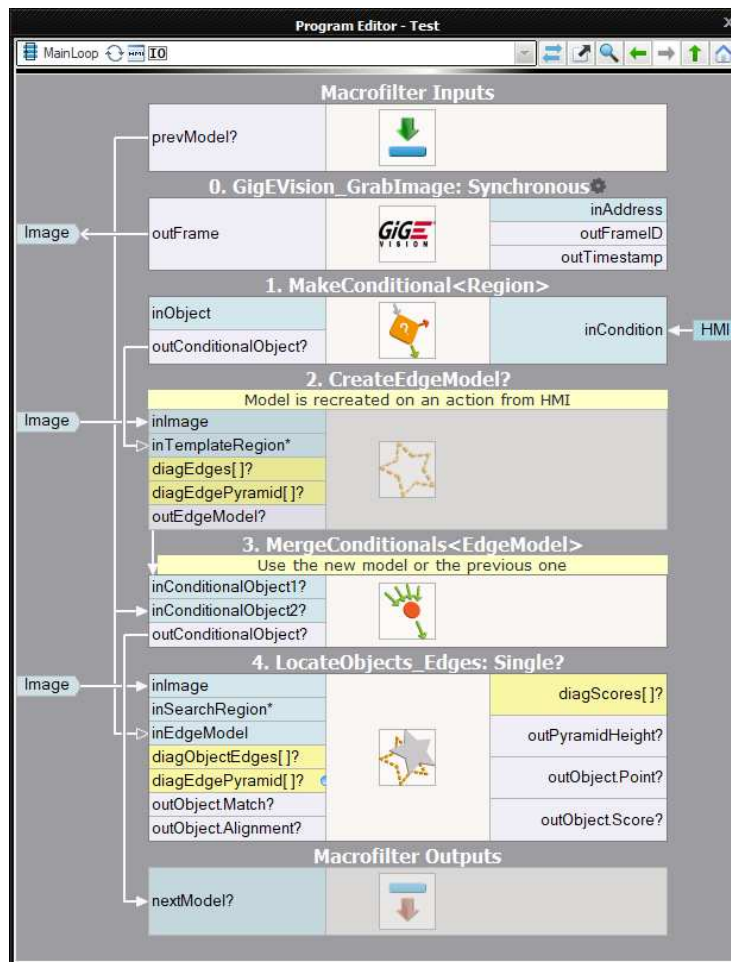 Program Editor - Test
x
MainLoop HMI IO
Macrofilter Inputs
prevModel?
0. GigEVision_GrabImage: Synchronous
Image
outFrame
GIGE
VISION
inAddress
outFrameID
outTimestamp
1. MakeConditional<Region>
inObject
outConditionalObject?
?
inCondition
HMI
2. CreateEdgeModel?
Model is recreated on an action from HMI
Image
inImage
inTemplateRegion*
diagEdges[]?
diagEdgePyramid[]?
outEdgeModel?
3. MergeConditionals<EdgeModel>
Use the new model or the previous one
inConditionalObject1?
inConditionalObject2?
outConditionalObject?
4. LocateObjects_Edges: Single?
Image
inImage
inSearchRegion*
inEdgeModel
diagObjectEdges[]?
diagEdgePyramid[]?
outObject.Match?
outObject.Alignment?
diagScores[]?
outPyramidHeight?
outObject.Point?
outObject.Score?
Macrofilter Outputs
nextModel?